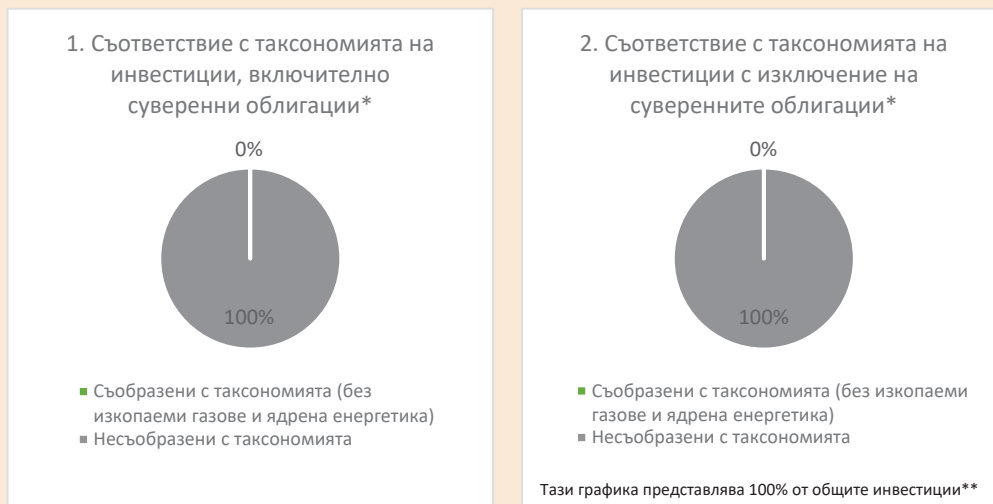 1. Съответствие с таксономията на
инвестиции, включително
суверенни облигации*
0%
100%
Съобразени с таксономията (без
изкопаеми газове и ядрена енергетика)
Несъобразени с таксономията
2. Съответствие с таксономията на
инвестиции с изключение на
суверенните облигации*
0%
100%
Съобразени с таксономията (без изкопаеми
газове и ядрена енергетика)
Несъобразени с таксономията
Тази графика представлява 100% от общите инвестиции**